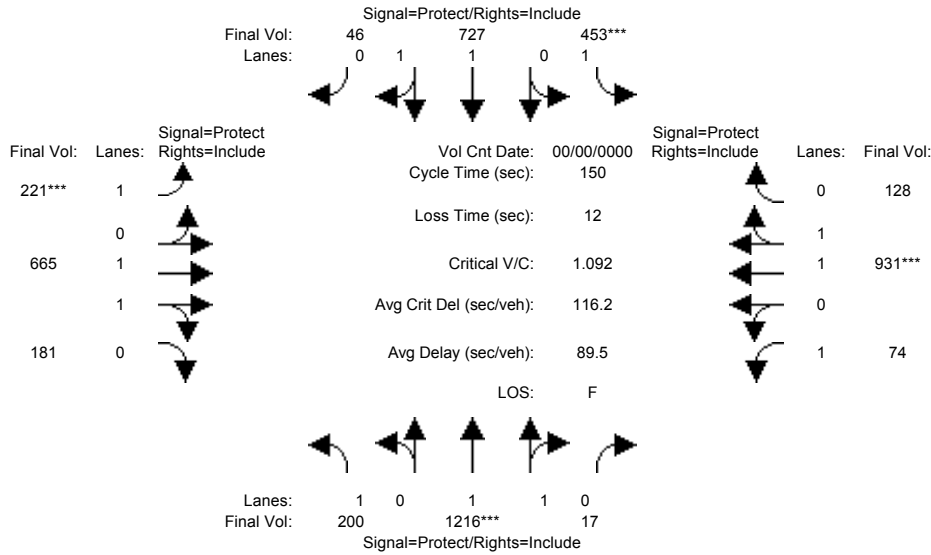 Signal=Protect/Rights=Include
Final Vol: 46 727 453***
Lanes: 0 1 1 0 1
Signal=Protect Signal=Protect
Final Vol: Lanes: Rights=Include Vol Cnt Date: 00/00/0000 Rights=Include Lanes: Final Vol:
Cycle Time (sec): 150
221*** 1 0 128
Loss Time (sec): 12
0 1
665 1 Critical V/C: 1.092 1 931***
1 Avg Crit Del (sec/veh): 116.2 0
181 0 Avg Delay (sec/veh): 89.5 1 74
LOS: F
Lanes: 1 0 1 1 0
Final Vol: 200 1216*** 17
Signal=Protect/Rights=Include